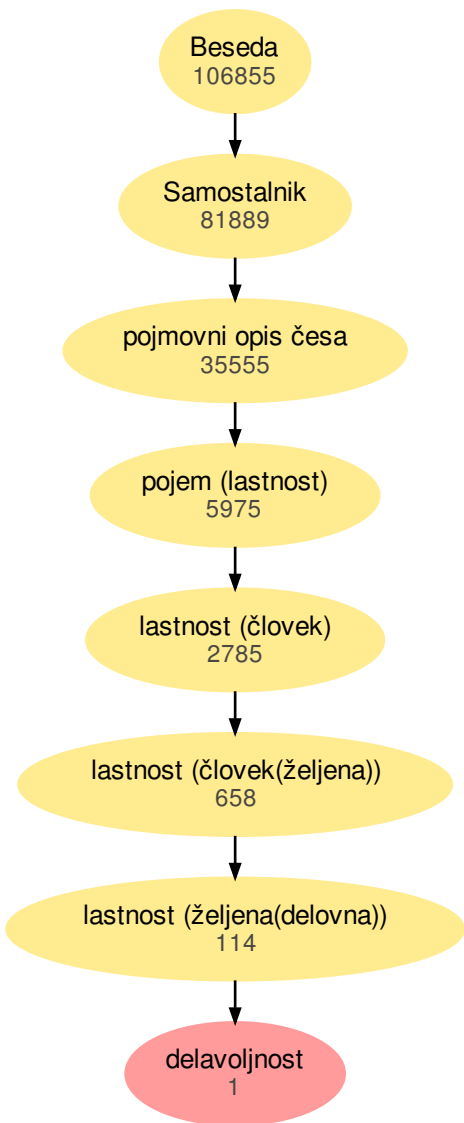 Beseda
106855
Samostalnik
81889
pojmovni opis česa
35555
pojem (lastnost)
5975
lastnost (človek)
2785
lastnost (človek(željena))
658
lastnost (željena(delovna))
114
delavoljnost
1